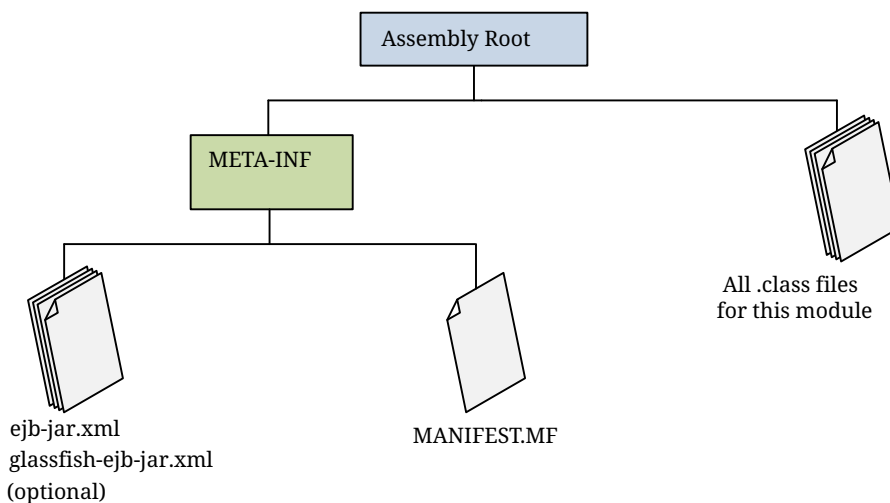 Assembly Root
META-INF
All .class files
for this module
ejb-jar.xml
glassfish-ejb-jar.xml
(optional)
MANIFEST.MF